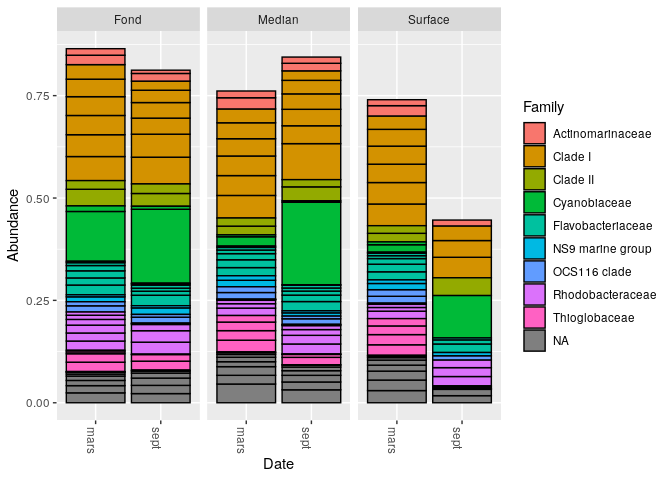 Fond Median Surface
Abundance
0.75
0.50
0.25
0.00
mars sept mars sept mars sept
Date
Family
Actinomarinaceae
Clade I
Clade II
Cyanobiaceae
Flavobacteriaceae
NS9 marine group
OCS116 clade
Rhodobacteraceae
Thioglobaceae
NA